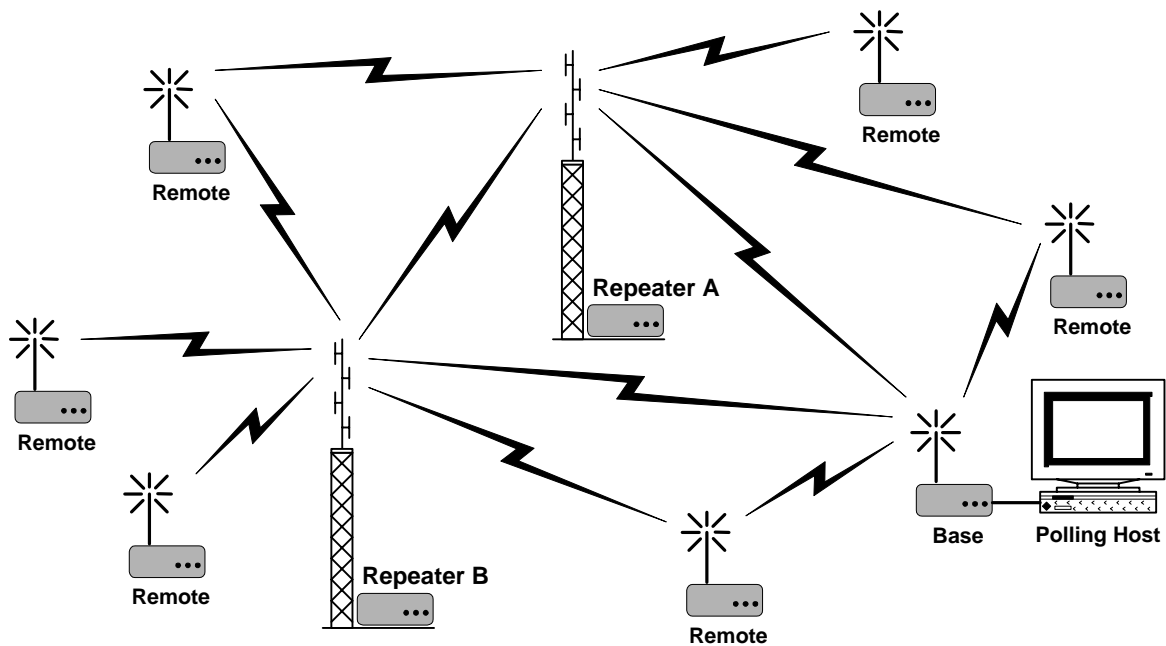 Remote
Remote
Remote
Repeater A
Remote
Remote
Base
Polling Host
Repeater B
Remote
Remote